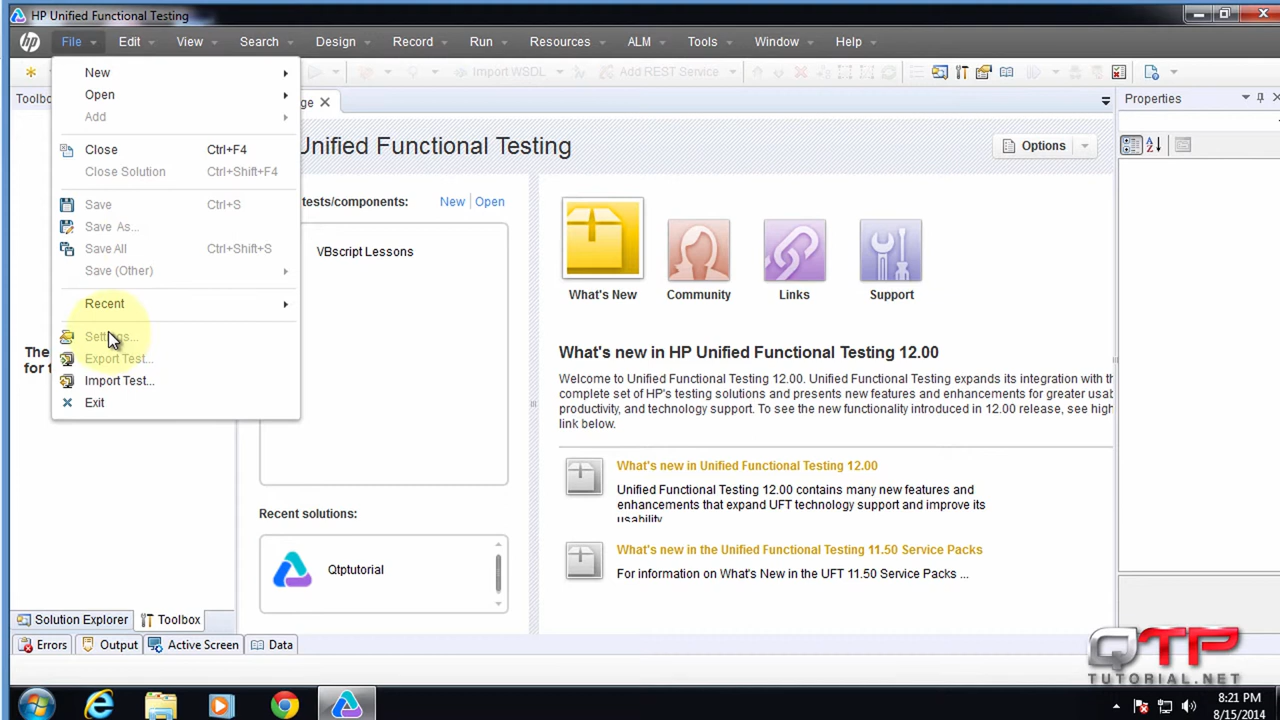 HP Unified Functional Testing
hp File Edit View Search Design Record Run Resources ALM Tools Window Help
Import WSDL Add REST Service
Properties
New
Open
Add
Close Ctrl+F4
Close Solution Ctrl+Shift+F4
Save Ctrl+S
Save As...
Save All Ctrl+Shift+S
Save (Other)
Recent
Export Test...
Import Test...
Exit
The
for t
ge
Unified Functional Testing
Options
tests/components: New Open
VBscript Lessons
Recent solutions:
Qtptutorial
What's New Community Links Support
What's new in HP Unified Functional Testing 12.00
Welcome to Unified Functional Testing 12.00. Unified Functional Testing expands its integration with th
complete set of HP's testing solutions and presents new features and enhancements for greater usab
productivity, and technology support. To see the new functionality introduced in 12.00 release, see high
link below.
What's new in Unified Functional Testing 12.00
Unified Functional Testing 12.00 contains many new features and
enhancements that expand UFT technology support and improve its
usability.
What's new in the Unified Functional Testing 11.50 Service Packs
For information on What's New in the UFT 11.50 Service Packs ...
Solution Explorer Toolbox
Errors Output Active Screen Data
QTP
TUTORIAL.NET
8:21 PM
8/15/2014